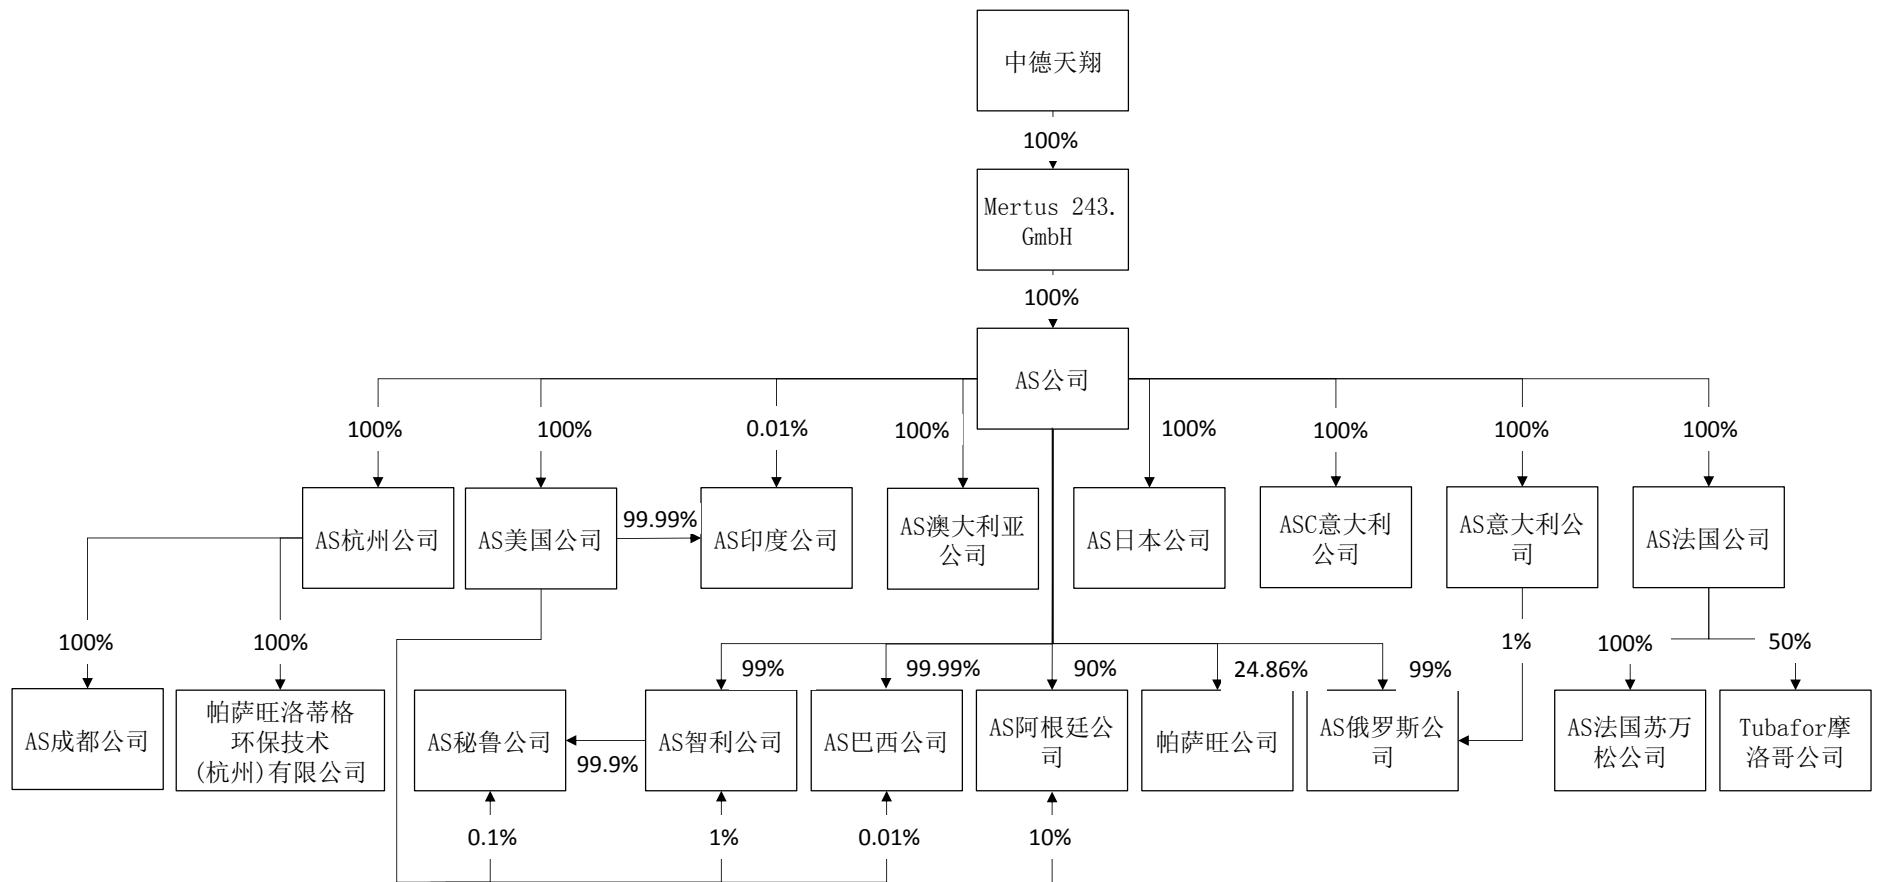 中德天翔
100%
Mertus 243.
GmbH
100%
AS公司
100%
100%
0.01%
100%
100%
100%
100%
100%
AS杭州公司
AS美国公司
99.99%
AS印度公司
AS澳大利亚
公司
AS日本公司
ASC意大利
公司
AS意大利公
司
AS法国公司
100%
100%
99%
99.99%
90%
24.86%
99%
1%
100%
50%
AS成都公司
帕萨旺洛蒂格
环保技术
(杭州)有限公司
AS秘鲁公司
99.9%
AS智利公司
AS巴西公司
AS阿根廷公
司
帕萨旺公司
AS俄罗斯公
司
AS法国苏万
松公司
Tubafor摩
洛哥公司
0.1%
1%
0.01%
10%